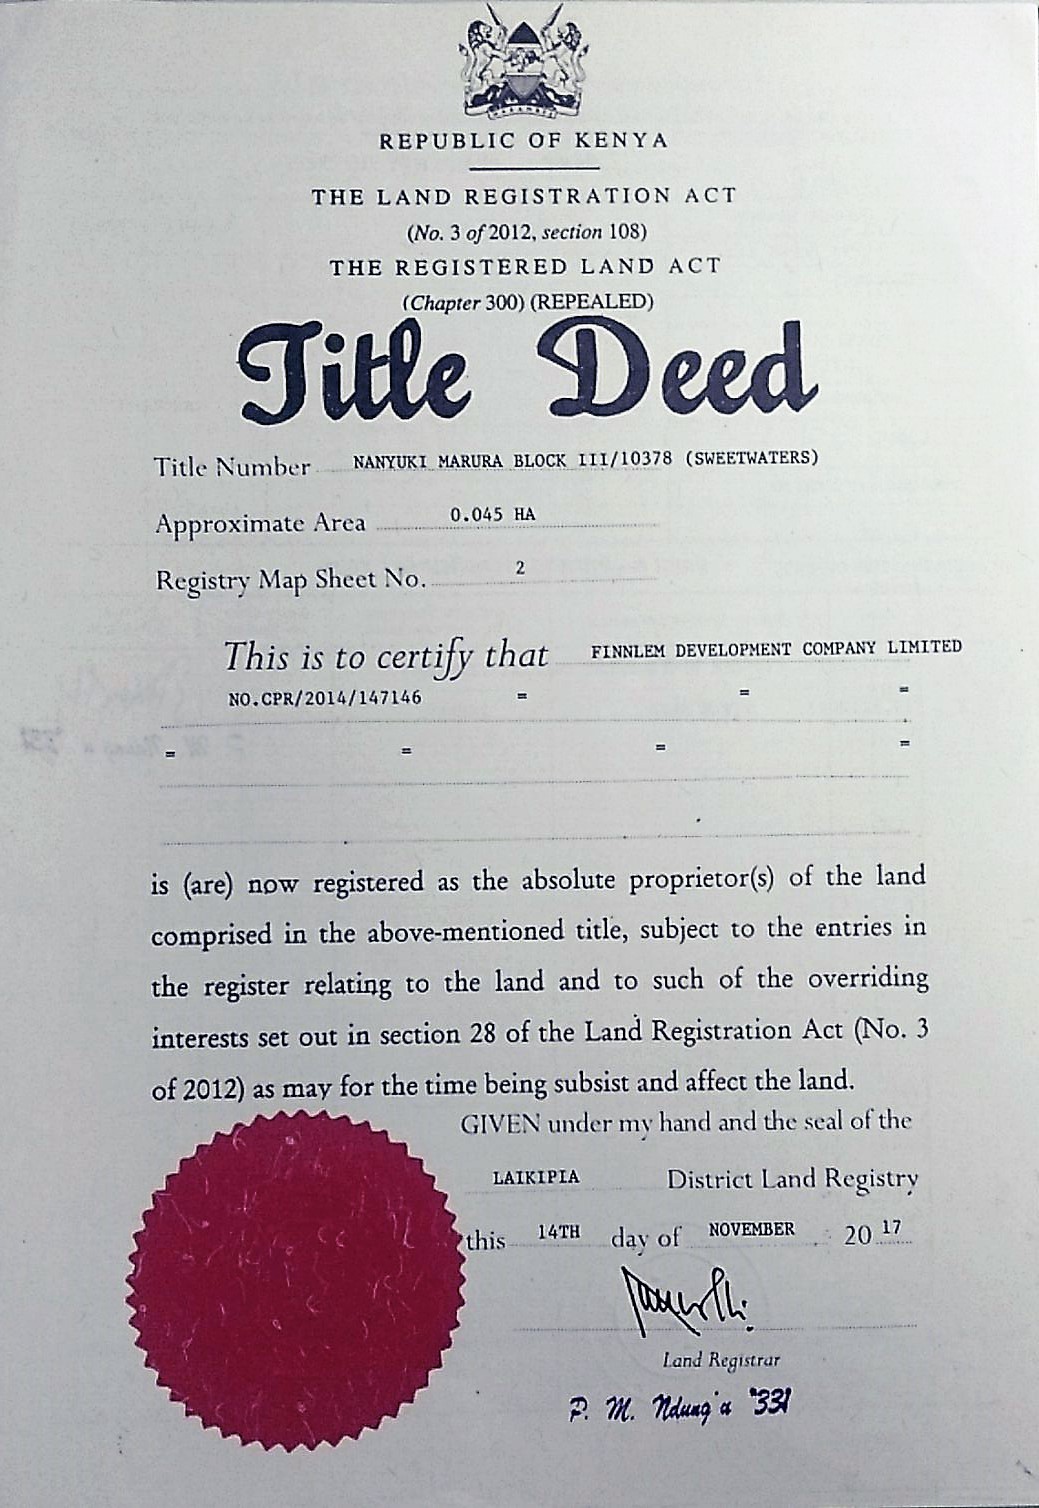 REPUBLIC OF KENYA
THE LAND REGISTRATION ACT
(No. 3 of 2012, section 108)
THE REGISTERED LAND ACT
(Chapter 300) (REPEALED)
Title Deed
Title Number NANYUKI MARURA BLOCK III/10378 (SWEETWATERS)
Approximate Area 0.045 HA
Registry Map Sheet No. 2
This is to certify that FINNLEM DEVELOPMENT COMPANY LIMITED
NO.CPR/2014/147146 = = =
= = = =
is (are) now registered as the absolute proprietor(s) of the land
comprised in the above-mentioned title, subject to the entries in
the register relating to the land and to such of the overriding
interests set out in section 28 of the Land Registration Act (No. 3
of 2012) as may for the time being subsist and affect the land.
GIVEN under my hand and the seal of the
LAIKIPIA District Land Registry
this 14TH day of NOVEMBER 20 17
Land Registrar
P. M. Ndung'u *331